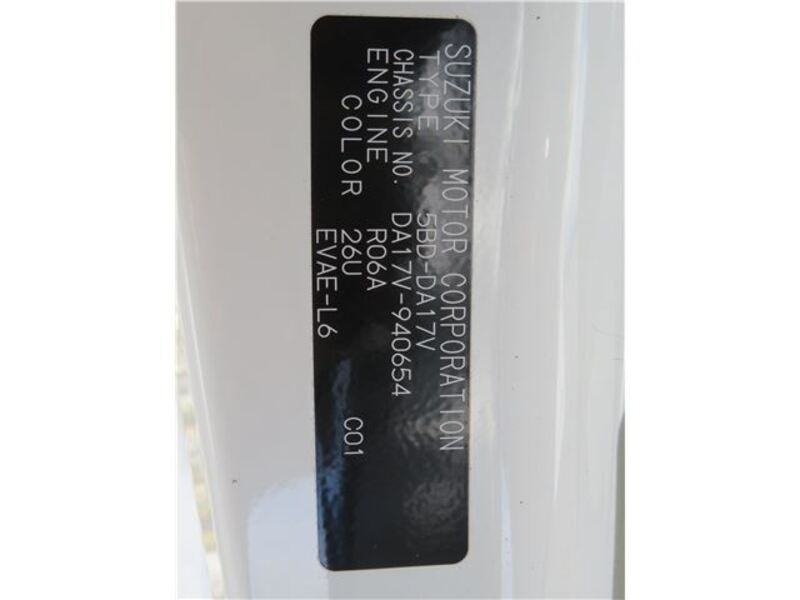 SUZUKI MOTOR CORPORATION
TYPE 5BD-DA17V
CHASSIS NO. DA17V-940654
ENGINE R06A
COLOR 26U C01
EVAE-L6